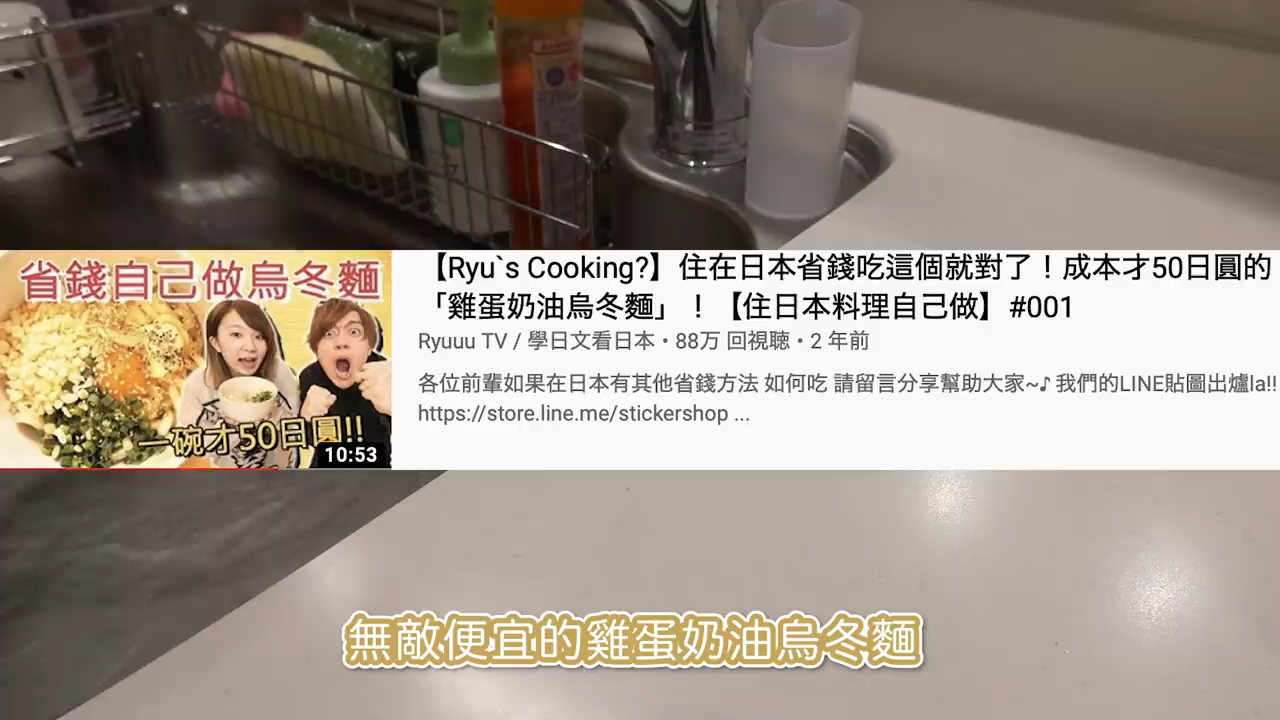 省錢自己做烏冬麵
一碗才50日圓!!
10:53
【Ryu`s Cooking?】住在日本省錢吃這個就對了！成本才50日圓的
「雞蛋奶油烏冬麵」！【住日本料理自己做】#001
Ryuuu TV / 學日文看日本・88万 回視聴・2 年前
各位前輩如果在日本有其他省錢方法 如何吃 請留言分享幫助大家~♪ 我們的LINE貼圖出爐la!!
https://store.line.me/stickershop ...
無敵便宜的雞蛋奶油烏冬麵